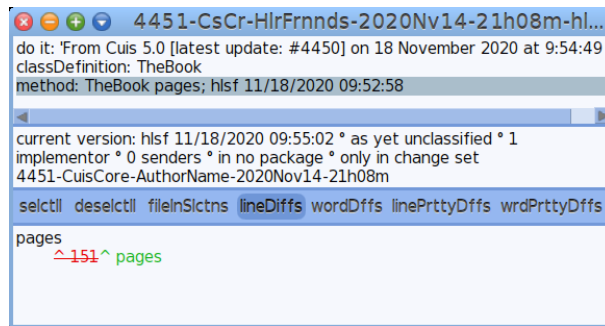 4451-CsCr-HlrFrnnds-2020Nv14-21h08m-hl...
do it: 'From Cuis 5.0 [latest update: #4450] on 18 November 2020 at 9:54:49
classDefinition: TheBook
method: TheBook pages; hlsf 11/18/2020 09:52:58
current version: hlsf 11/18/2020 09:55:02 ° as yet unclassified ° 1
implementor ° 0 senders ° in no package ° only in change set
4451-CuisCore-AuthorName-2020Nov14-21h08m
selctll deselctll fileInSlctns lineDiffs wordDffs linePrttyDffs wrdPrttyDffs
pages
^ 151^ pages